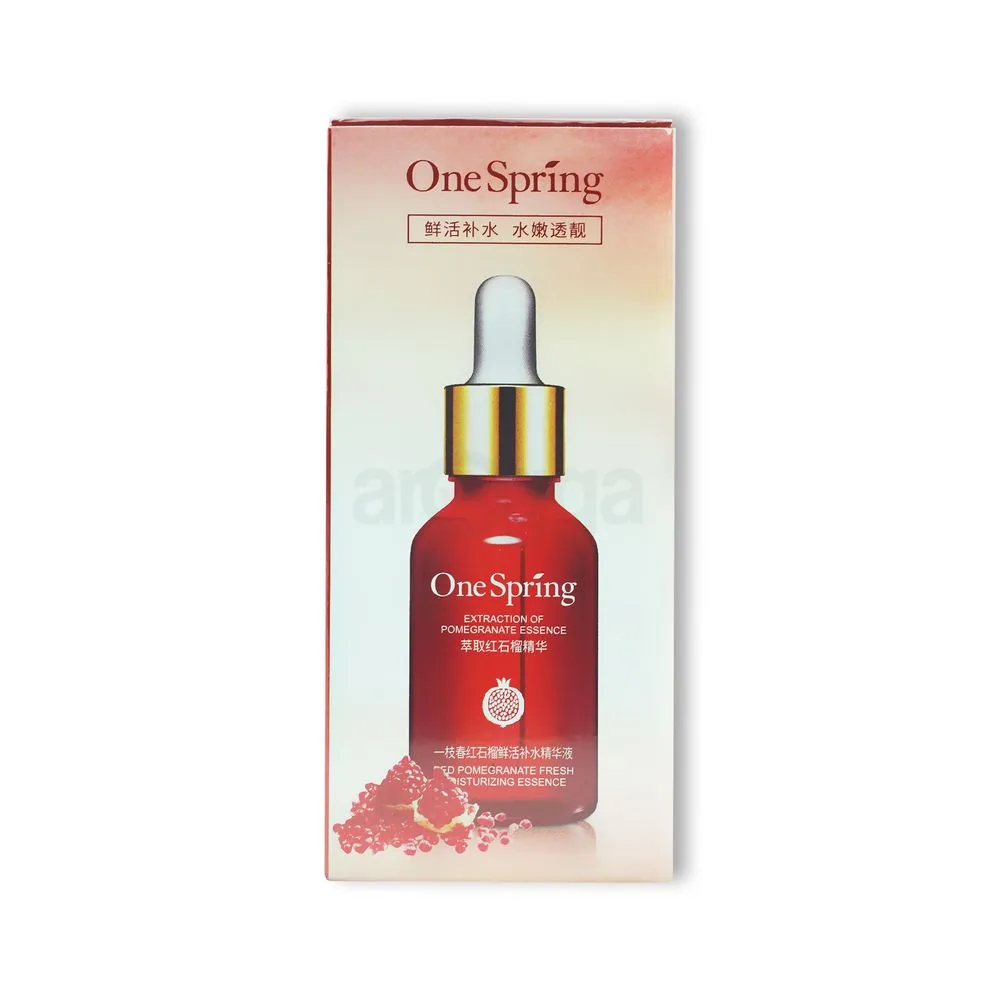 One Spring
鲜活补水 水嫩透靓
One Spring
EXTRACTION OF
POMEGRANATE ESSENCE
萃取红石榴精华
一枝春红石榴鲜活补水精华液
RED POMEGRANATE FRESH
MOISTURIZING ESSENCE